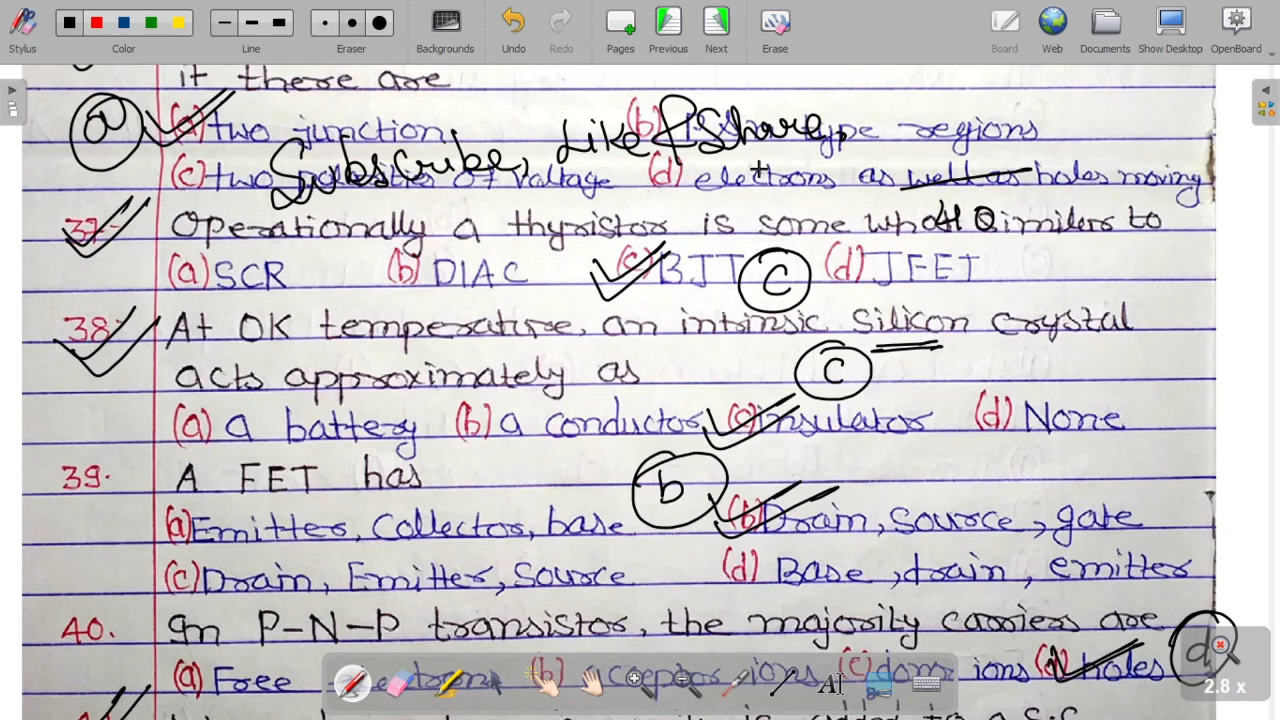 Stylus Color Line Eraser Backgrounds Undo Redo Pages Previous Next Erase Board Web Documents Show Desktop OpenBoard
it there are
(a) (a) two junction (b) type regions
Subscribe, Like & Share,
(c) two of voltage (d) electrons as well as holes moving
37. Operationally a thyristor is some what similers to
(a) SCR (b) DIAC (c) BJT C (d) JFET
38. At 0K temperature, an intrinsic silicon crystal
acts approximately as C
(a) a battery (b) a conductor (c) insulator (d) None
39. A FET has b
(a) Emitter, Collector, base (b) Drain, source, gate
(c) Drain, Emitter, Source (d) Base, drain, emitter
40. In P-N-P transistor, the majority carriers are
(a) Free (b) ions (c) donor ions (d) holes d
2.8 x